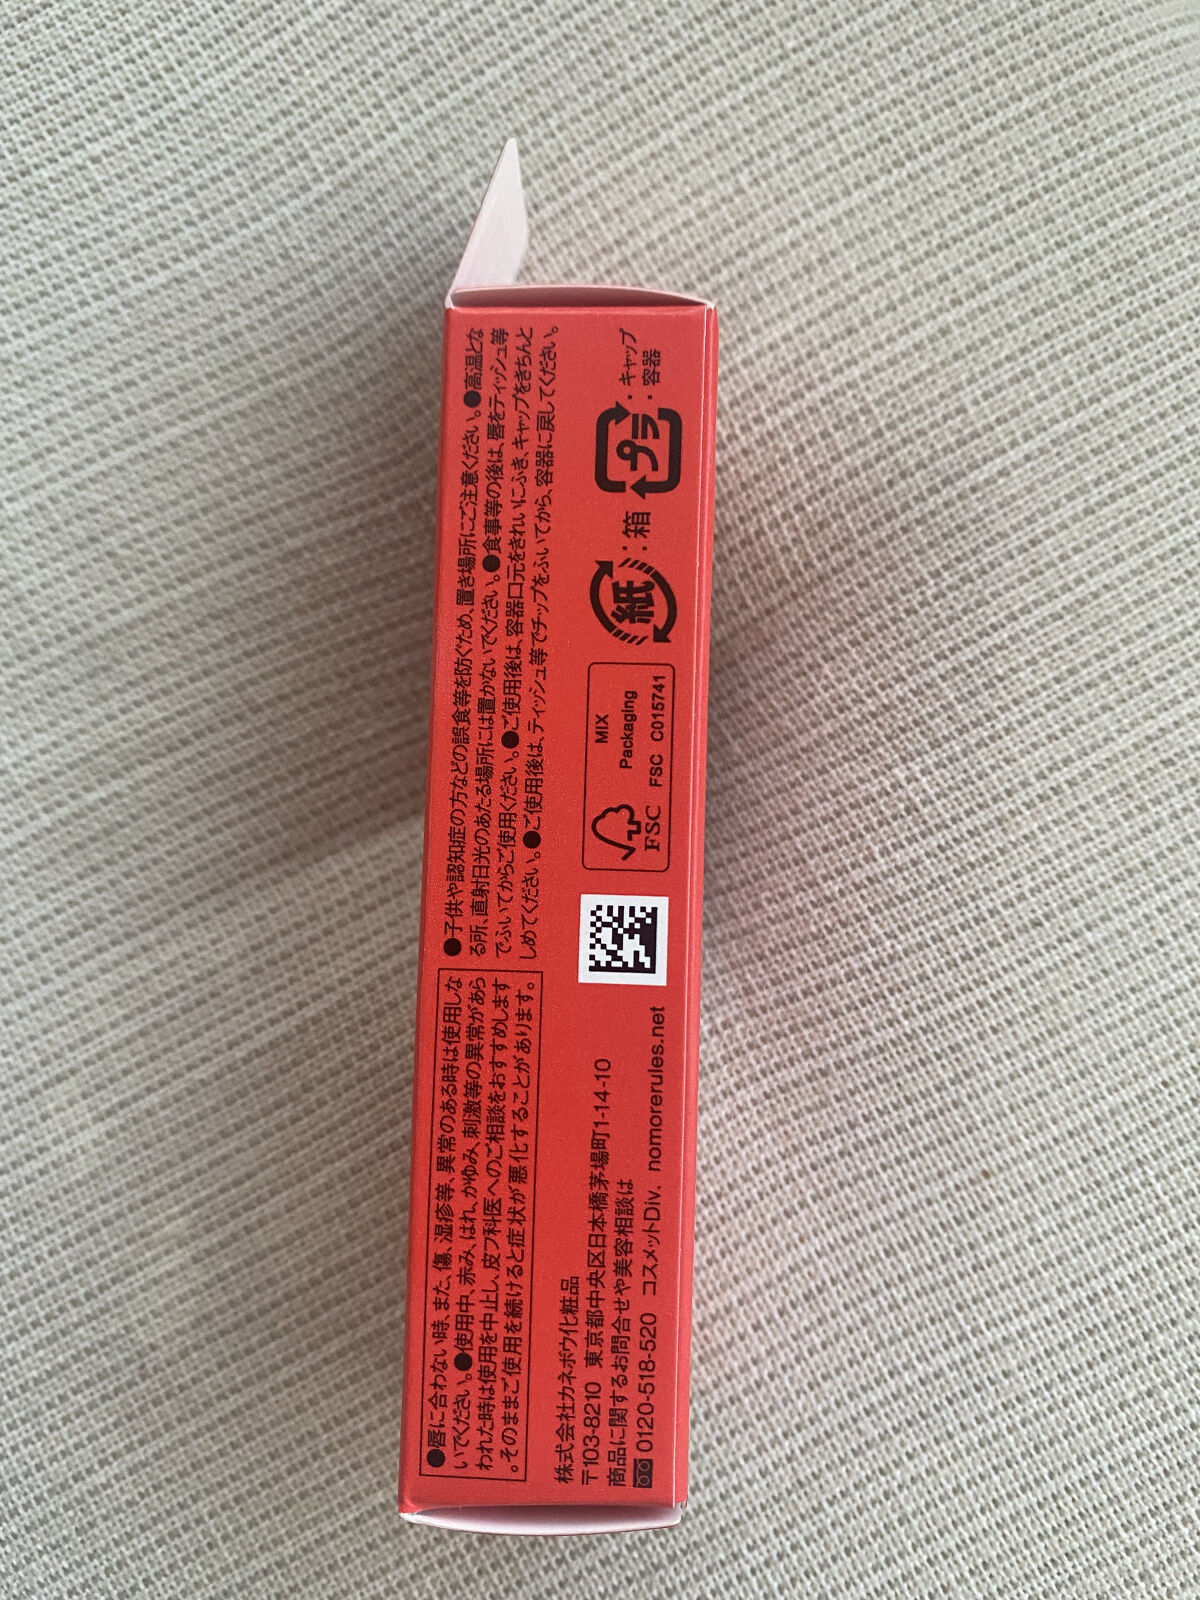 ●唇に合わない時、また、傷、湿疹等、異常のある時は使用しな
いでください。●使用中、赤み、はれ、かゆみ、刺激等の異常があら
われた時は使用を中止し、皮フ科医へのご相談をおすすめします
。そのままご使用を続けると症状が悪化することがあります。
●子供や認知症の方などの誤食等を防ぐため、置き場所にご注意ください。●高温とな
る所、直射日光のあたる場所には置かないでください。●食事等の後は、唇をティッシュ等
でふいてからご使用ください。●ご使用後は、容器口元をきれいにふき、キャップをきちんと
しめてください。●ご使用後は、ティッシュ等でチップをふいてから、容器に戻してください。
株式会社カネボウ化粧品
〒103-8210 東京都中央区日本橋茅場町1-14-10
商品に関するお問合せや美容相談は
0120-518-520 コスメットDiv. nomorerules.net
FSC
MIX
Packaging
FSC C015741
紙:箱
プラ:キャップ
:容器